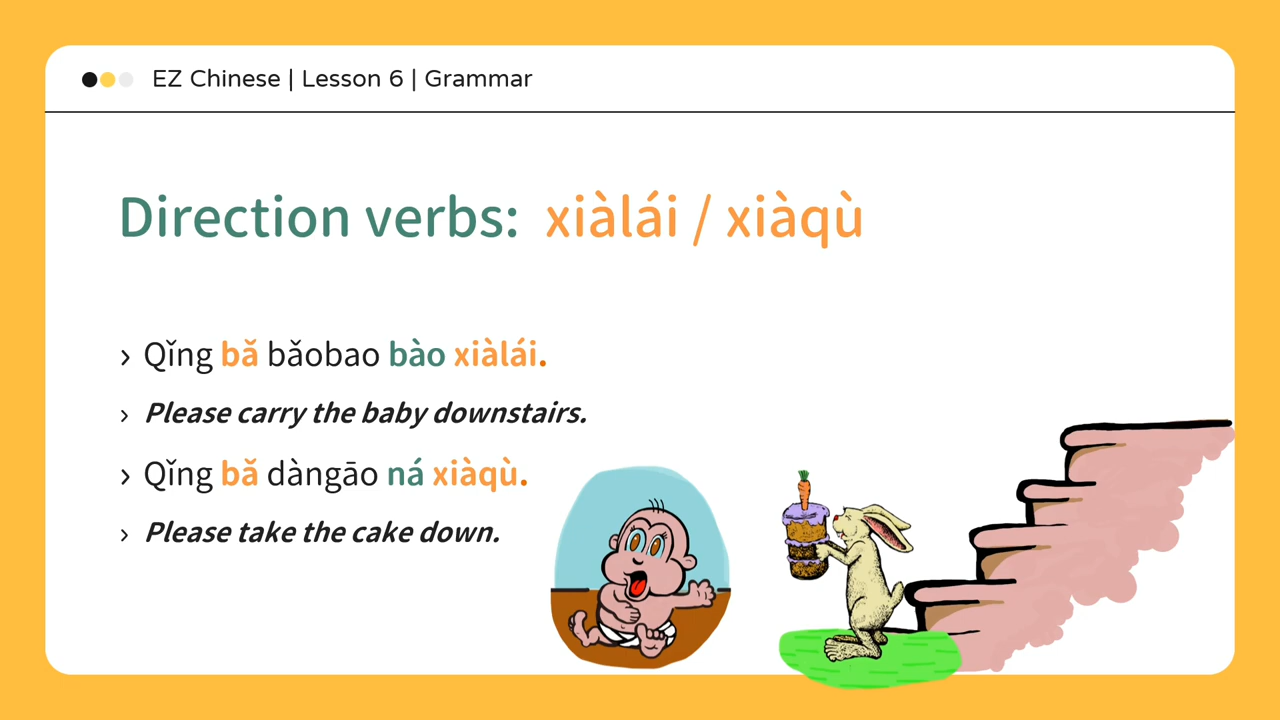 EZ Chinese | Lesson 6 | Grammar
Direction verbs: xiàlái / xiàqù
› Qǐng bǎ bǎobao bào xiàlái.
› Please carry the baby downstairs.
› Qǐng bǎ dàngāo ná xiàqù.
› Please take the cake down.